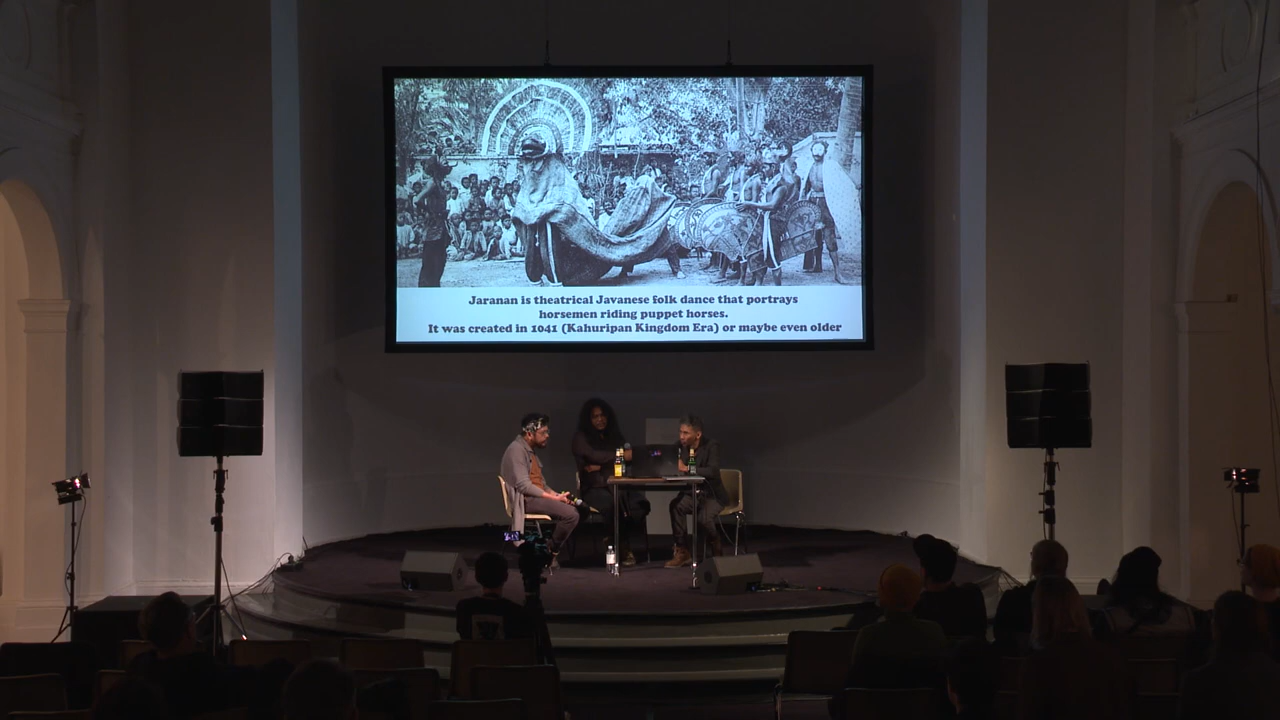 Jaranan is theatrical Javanese folk dance that portrays
horsemen riding puppet horses.
It was created in 1041 (Kahuripan Kingdom Era) or maybe even older